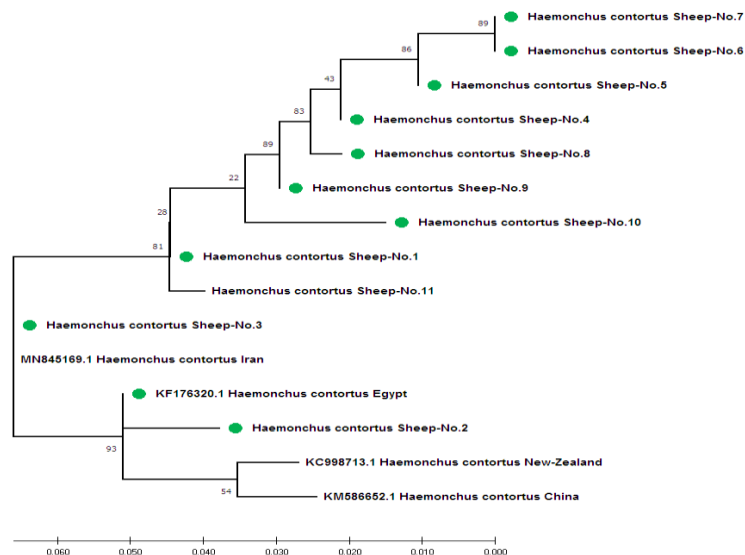 89
Haemonchus contortus Sheep-No.7
Haemonchus contortus Sheep-No.6
86
Haemonchus contortus Sheep-No.5
43
Haemonchus contortus Sheep-No.4
83
Haemonchus contortus Sheep-No.8
89
Haemonchus contortus Sheep-No.9
22
Haemonchus contortus Sheep-No.10
28
81
Haemonchus contortus Sheep-No.1
Haemonchus contortus Sheep-No.11
Haemonchus contortus Sheep-No.3
MN845169.1 Haemonchus contortus Iran
KF176320.1 Haemonchus contortus Egypt
Haemonchus contortus Sheep-No.2
93
KC998713.1 Haemonchus contortus New-Zealand
54
KM586652.1 Haemonchus contortus China
0.060 0.050 0.040 0.030 0.020 0.010 0.000